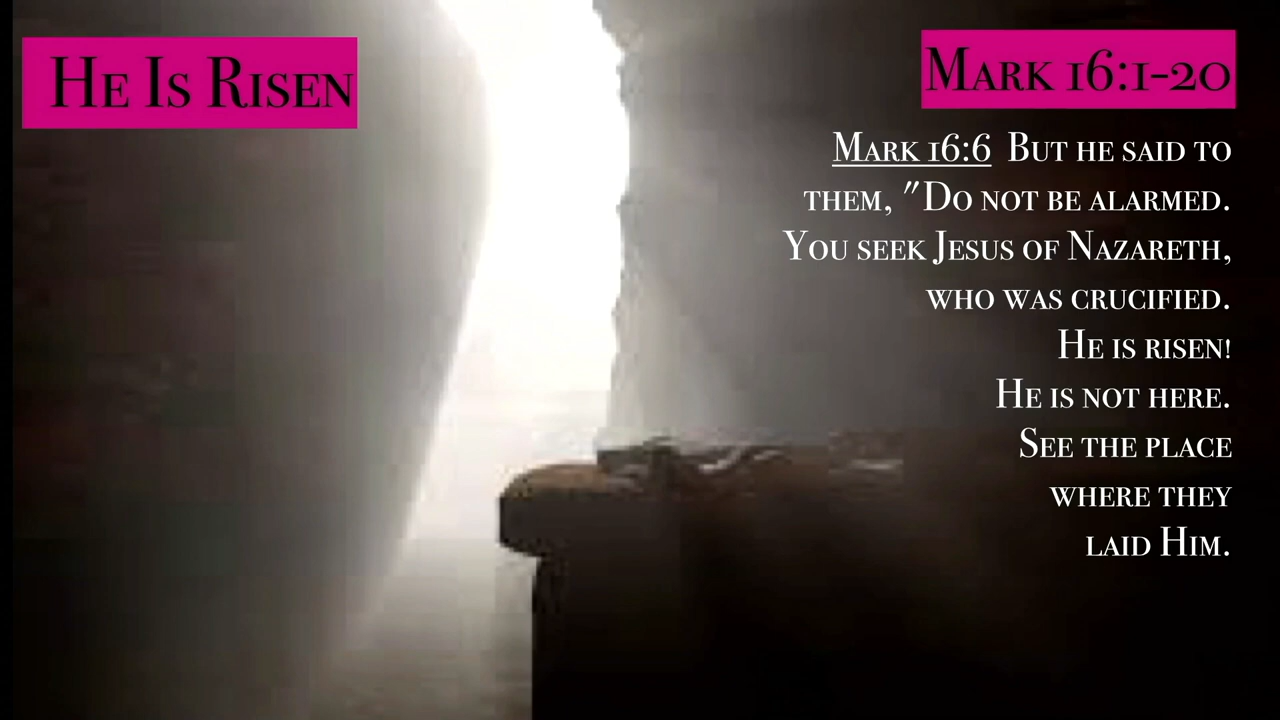 He Is Risen
Mark 16:1-20
Mark 16:6 But he said to
them, "Do not be alarmed.
You seek Jesus of Nazareth,
who was crucified.
He is risen!
He is not here.
See the place
where they
laid Him.